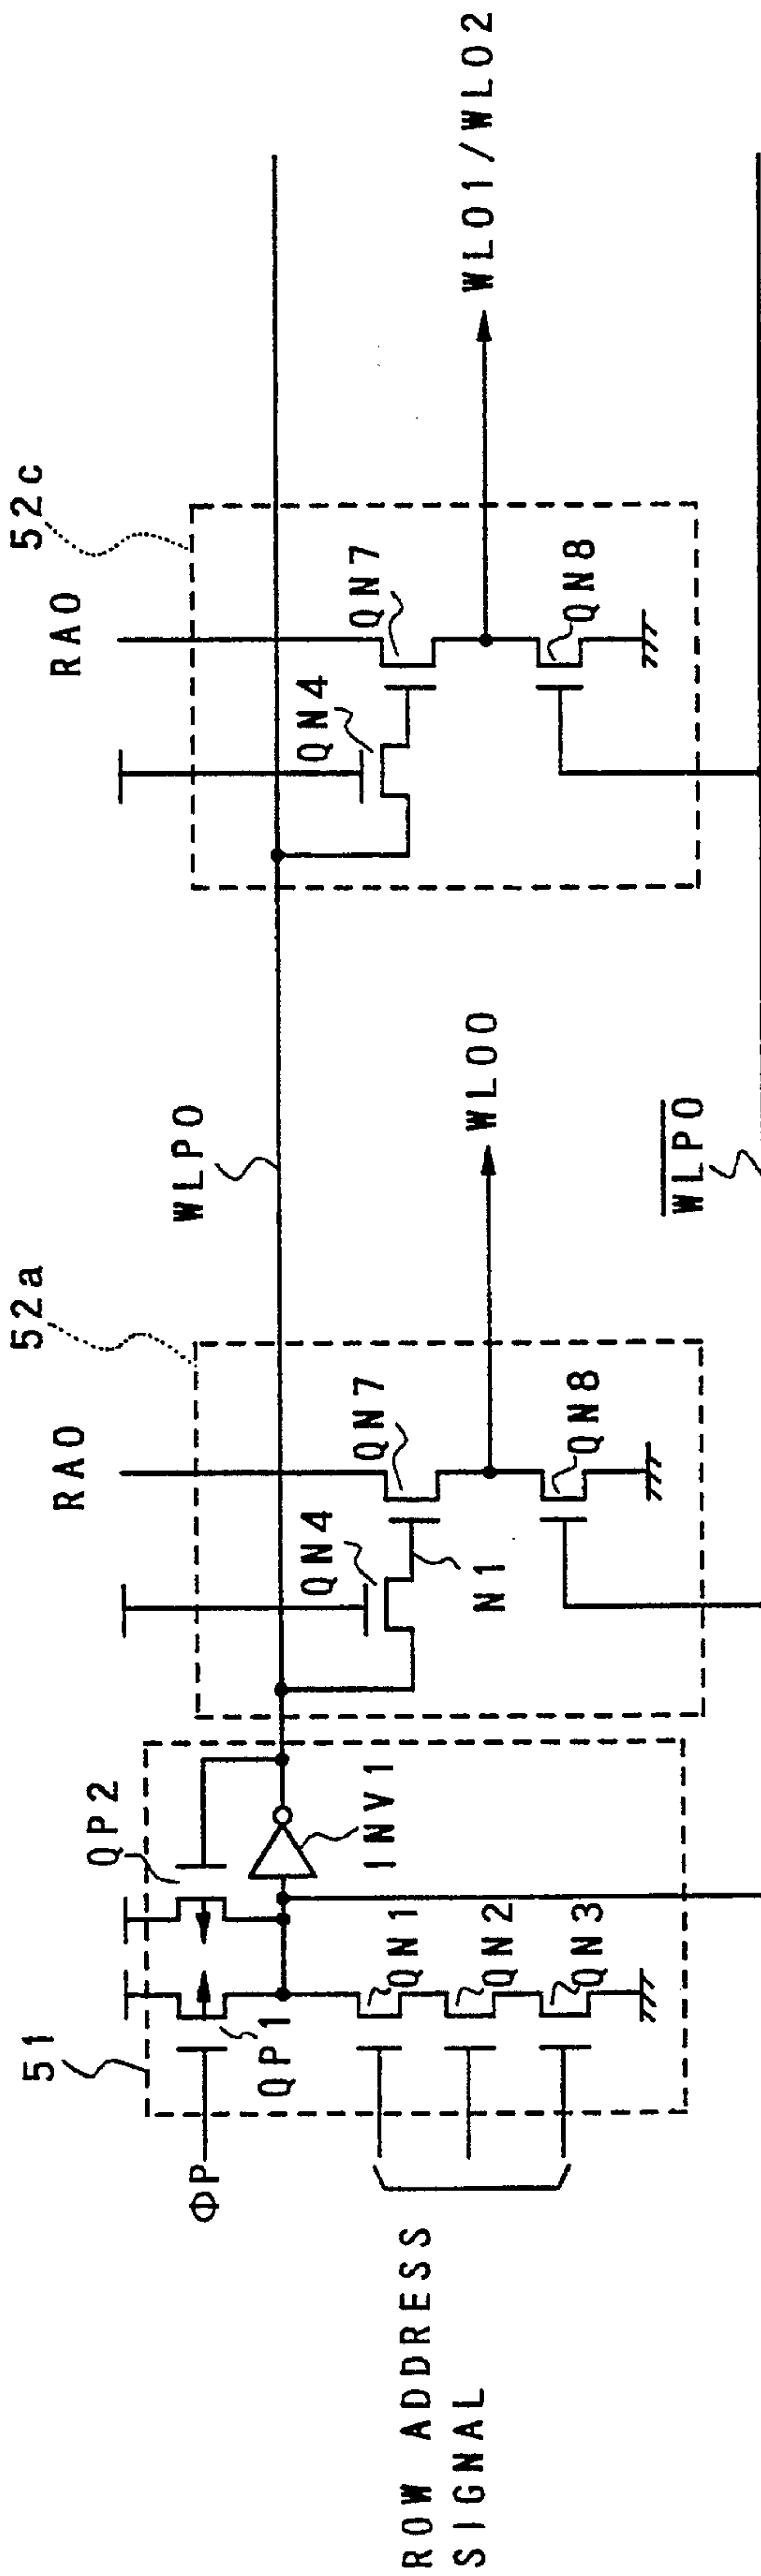 51
ΦP
QP1
QP2
INV1
QN1
QN2
QN3
ROW ADDRESS
SIGNAL
52a
RA0
QN4
QN7
N1
QN8
WL00
WLP0
WLP0
52c
RA0
QN4
QN7
QN8
WL01/WL02